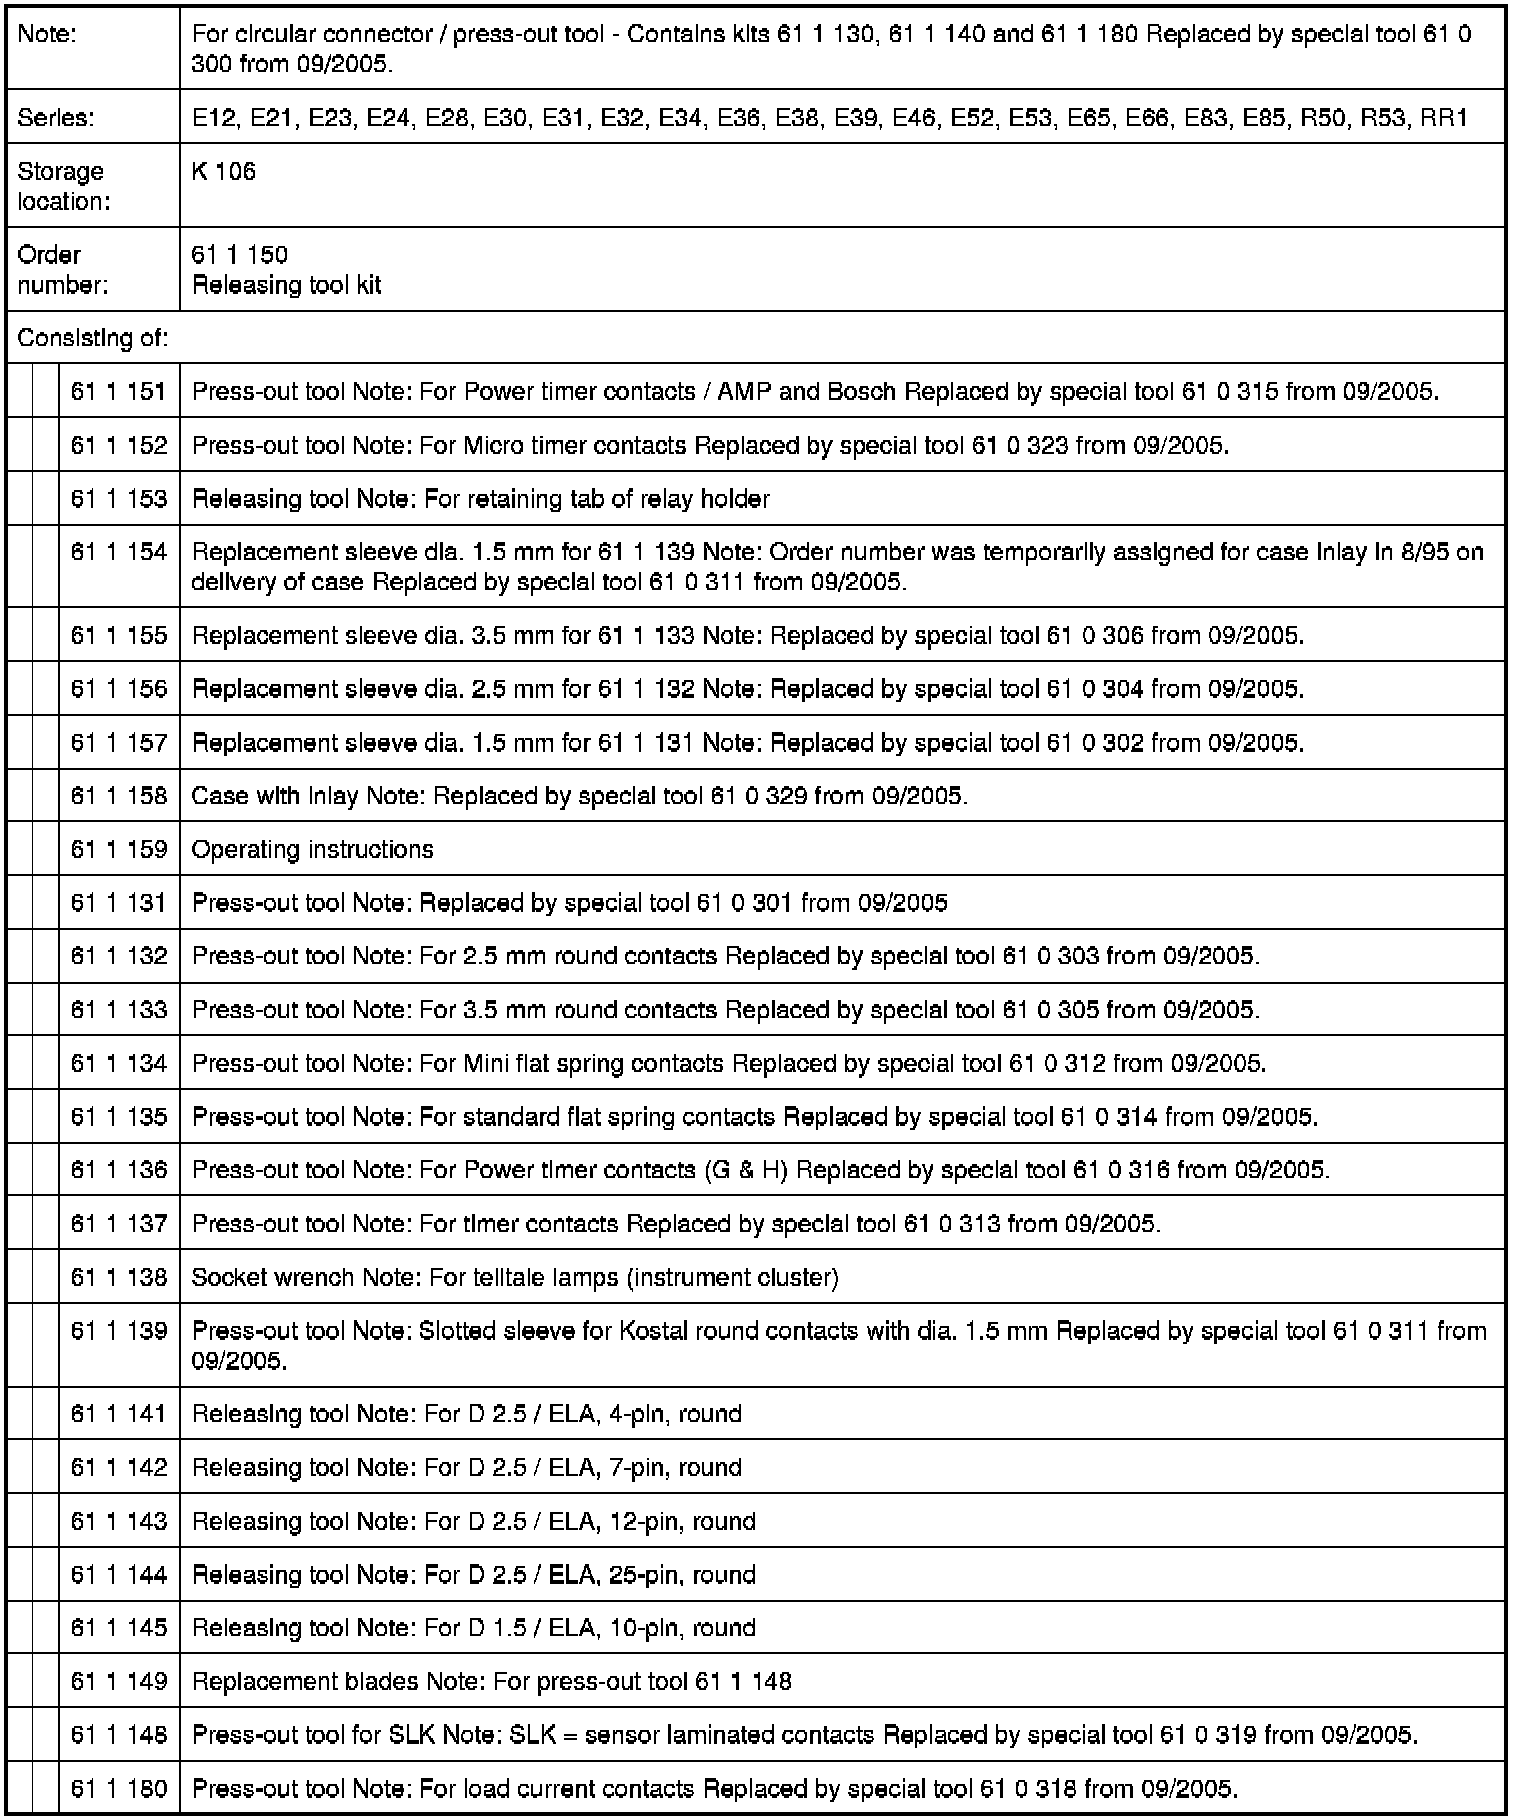 Note: For circular connector / press-out tool - Contains kits 61 1 130, 61 1 140 and 61 1 180 Replaced by special tool 61 0
300 from 09/2005.
Series: E12, E21, E23, E24, E28, E30, E31, E32, E34, E36, E38, E39, E46, E52, E53, E65, E66, E83, E85, R50, R53, RR1
Storage K 106
location:
Order 61 1 150
number: Releasing tool kit
Consisting of:
61 1 151 Press-out tool Note: For Power timer contacts / AMP and Bosch Replaced by special tool 61 0 315 from 09/2005.
61 1 152 Press-out tool Note: For Micro timer contacts Replaced by special tool 61 0 323 from 09/2005.
61 1 153 Releasing tool Note: For retaining tab of relay holder
61 1 154 Replacement sleeve dia. 1.5 mm for 61 1 139 Note: Order number was temporarily assigned for case inlay in 8/95 on
delivery of case Replaced by special tool 61 0 311 from 09/2005.
61 1 155 Replacement sleeve dia. 3.5 mm for 61 1 133 Note: Replaced by special tool 61 0 306 from 09/2005.
61 1 156 Replacement sleeve dia. 2.5 mm for 61 1 132 Note: Replaced by special tool 61 0 304 from 09/2005.
61 1 157 Replacement sleeve dia. 1.5 mm for 61 1 131 Note: Replaced by special tool 61 0 302 from 09/2005.
61 1 158 Case with inlay Note: Replaced by special tool 61 0 329 from 09/2005.
61 1 159 Operating instructions
61 1 131 Press-out tool Note: Replaced by special tool 61 0 301 from 09/2005
61 1 132 Press-out tool Note: For 2.5 mm round contacts Replaced by special tool 61 0 303 from 09/2005.
61 1 133 Press-out tool Note: For 3.5 mm round contacts Replaced by special tool 61 0 305 from 09/2005.
61 1 134 Press-out tool Note: For Mini flat spring contacts Replaced by special tool 61 0 312 from 09/2005.
61 1 135 Press-out tool Note: For standard flat spring contacts Replaced by special tool 61 0 314 from 09/2005.
61 1 136 Press-out tool Note: For Power timer contacts (G & H) Replaced by special tool 61 0 316 from 09/2005.
61 1 137 Press-out tool Note: For timer contacts Replaced by special tool 61 0 313 from 09/2005.
61 1 138 Socket wrench Note: For telltale lamps (instrument cluster)
61 1 139 Press-out tool Note: Slotted sleeve for Kostal round contacts with dia. 1.5 mm Replaced by special tool 61 0 311 from
09/2005.
61 1 141 Releasing tool Note: For D 2.5 / ELA, 4-pin, round
61 1 142 Releasing tool Note: For D 2.5 / ELA, 7-pin, round
61 1 143 Releasing tool Note: For D 2.5 / ELA, 12-pin, round
61 1 144 Releasing tool Note: For D 2.5 / ELA, 25-pin, round
61 1 145 Releasing tool Note: For D 1.5 / ELA, 10-pin, round
61 1 149 Replacement blades Note: For press-out tool 61 1 148
61 1 148 Press-out tool for SLK Note: SLK = sensor laminated contacts Replaced by special tool 61 0 319 from 09/2005.
61 1 180 Press-out tool Note: For load current contacts Replaced by special tool 61 0 318 from 09/2005.